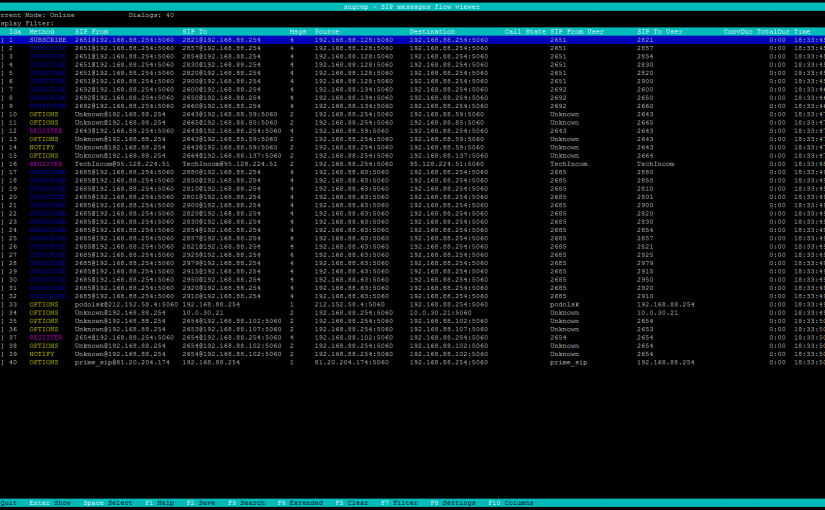 sngrep - SIP messages flow viewer
rrent Mode: Online Dialogs: 40
splay Filter:
Idx Method SIP From SIP To Msgs Source Destination Call State SIP From User SIP To User ConvDur TotalDur Time
] 1 SUBSCRIBE 2651@192.168.88.254:5060 2821@192.168.88.254:5060 4 192.168.88.128:5060 192.168.88.254:5060 2651 2821 0:00 18:33:4
] 2 SUBSCRIBE 2651@192.168.88.254:5060 2857@192.168.88.254:5060 4 192.168.88.128:5060 192.168.88.254:5060 2651 2857 0:00 18:33:4
] 3 SUBSCRIBE 2651@192.168.88.254:5060 2854@192.168.88.254:5060 4 192.168.88.128:5060 192.168.88.254:5060 2651 2854 0:00 18:33:4
] 4 SUBSCRIBE 2651@192.168.88.254:5060 2830@192.168.88.254:5060 4 192.168.88.128:5060 192.168.88.254:5060 2651 2830 0:00 18:33:4
] 5 SUBSCRIBE 2651@192.168.88.254:5060 2820@192.168.88.254:5060 4 192.168.88.128:5060 192.168.88.254:5060 2651 2820 0:00 18:33:4
] 6 SUBSCRIBE 2651@192.168.88.254:5060 2900@192.168.88.254:5060 4 192.168.88.128:5060 192.168.88.254:5060 2651 2900 0:00 18:33:4
] 7 SUBSCRIBE 2692@192.168.88.254:5060 2600@192.168.88.254:5060 4 192.168.88.134:5060 192.168.88.254:5060 2692 2600 0:00 18:33:4
] 8 SUBSCRIBE 2692@192.168.88.254:5060 2650@192.168.88.254:5060 4 192.168.88.134:5060 192.168.88.254:5060 2692 2650 0:00 18:33:4
] 9 SUBSCRIBE 2692@192.168.88.254:5060 2660@192.168.88.254:5060 4 192.168.88.134:5060 192.168.88.254:5060 2692 2660 0:00 18:33:4
] 10 OPTIONS Unknown@192.168.88.254 2643@192.168.88.59:5060 2 192.168.88.254:5060 192.168.88.59:5060 Unknown 2643 0:00 18:33:47
] 11 OPTIONS Unknown@192.168.88.254 2665@192.168.88.85:5060 2 192.168.88.254:5060 192.168.88.85:5060 Unknown 2665 0:00 18:33:47
] 12 REGISTER 2643@192.168.88.254:5060 2643@192.168.88.254:5060 4 192.168.88.59:5060 192.168.88.254:5060 2643 2643 0:00 18:33:47
] 13 OPTIONS Unknown@192.168.88.254 2643@192.168.88.59:5060 2 192.168.88.254:5060 192.168.88.59:5060 Unknown 2643 0:00 18:33:47
] 14 NOTIFY Unknown@192.168.88.254 2643@192.168.88.59:5060 2 192.168.88.254:5060 192.168.88.59:5060 Unknown 2643 0:00 18:33:47
] 15 OPTIONS Unknown@192.168.88.254 2664@192.168.88.137:5060 2 192.168.88.254:5060 192.168.88.137:5060 Unknown 2664 0:00 18:33:47
] 16 REGISTER TechIncom@95.128.224.51 TechIncom@95.128.224.51 2 192.168.88.254:5060 95.128.224.51:5060 TechIncom TechIncom 0:00 18:33:4
] 17 SUBSCRIBE 2685@192.168.88.254:5060 2880@192.168.88.254 4 192.168.88.63:5060 192.168.88.254:5060 2685 2880 0:00 18:33:4
] 18 SUBSCRIBE 2685@192.168.88.254:5060 2850@192.168.88.254 4 192.168.88.63:5060 192.168.88.254:5060 2685 2850 0:00 18:33:4
] 19 SUBSCRIBE 2685@192.168.88.254:5060 2810@192.168.88.254 4 192.168.88.63:5060 192.168.88.254:5060 2685 2810 0:00 18:33:4
] 20 SUBSCRIBE 2685@192.168.88.254:5060 2801@192.168.88.254 4 192.168.88.63:5060 192.168.88.254:5060 2685 2801 0:00 18:33:4
] 21 SUBSCRIBE 2685@192.168.88.254:5060 2900@192.168.88.254 4 192.168.88.63:5060 192.168.88.254:5060 2685 2900 0:00 18:33:4
] 22 SUBSCRIBE 2685@192.168.88.254:5060 2820@192.168.88.254 4 192.168.88.63:5060 192.168.88.254:5060 2685 2820 0:00 18:33:4
] 23 SUBSCRIBE 2685@192.168.88.254:5060 2830@192.168.88.254 4 192.168.88.63:5060 192.168.88.254:5060 2685 2830 0:00 18:33:4
] 24 SUBSCRIBE 2685@192.168.88.254:5060 2854@192.168.88.254 4 192.168.88.63:5060 192.168.88.254:5060 2685 2854 0:00 18:33:4
] 25 SUBSCRIBE 2685@192.168.88.254:5060 2857@192.168.88.254 4 192.168.88.63:5060 192.168.88.254:5060 2685 2857 0:00 18:33:4
] 26 SUBSCRIBE 2685@192.168.88.254:5060 2821@192.168.88.254 4 192.168.88.63:5060 192.168.88.254:5060 2685 2821 0:00 18:33:4
] 27 SUBSCRIBE 2685@192.168.88.254:5060 2925@192.168.88.254 4 192.168.88.63:5060 192.168.88.254:5060 2685 2925 0:00 18:33:4
] 28 SUBSCRIBE 2685@192.168.88.254:5060 2979@192.168.88.254 4 192.168.88.63:5060 192.168.88.254:5060 2685 2979 0:00 18:33:4
] 29 SUBSCRIBE 2685@192.168.88.254:5060 2915@192.168.88.254 4 192.168.88.63:5060 192.168.88.254:5060 2685 2915 0:00 18:33:4
] 30 SUBSCRIBE 2685@192.168.88.254:5060 2950@192.168.88.254 4 192.168.88.63:5060 192.168.88.254:5060 2685 2950 0:00 18:33:4
] 31 SUBSCRIBE 2685@192.168.88.254:5060 2920@192.168.88.254 4 192.168.88.63:5060 192.168.88.254:5060 2685 2920 0:00 18:33:4
] 32 SUBSCRIBE 2685@192.168.88.254:5060 2910@192.168.88.254 4 192.168.88.63:5060 192.168.88.254:5060 2685 2910 0:00 18:33:4
] 33 OPTIONS podolsk@212.152.58.4:5060 192.168.88.254 1 212.152.58.4:5060 192.168.88.254:5060 podolsk 192.168.88.254 0:00 18:33:4
] 34 OPTIONS Unknown@192.168.88.254 10.0.30.21 2 192.168.88.254:5060 10.0.30.21:5060 Unknown 10.0.30.21 0:00 18:33:4
] 35 OPTIONS Unknown@192.168.88.254 2654@192.168.88.102:5060 2 192.168.88.254:5060 192.168.88.102:5060 Unknown 2654 0:00 18:33:50
] 36 OPTIONS Unknown@192.168.88.254 2653@192.168.88.107:5060 2 192.168.88.254:5060 192.168.88.107:5060 Unknown 2653 0:00 18:33:50
] 37 REGISTER 2654@192.168.88.254:5060 2654@192.168.88.254:5060 4 192.168.88.102:5060 192.168.88.254:5060 2654 2654 0:00 18:33:50
] 38 OPTIONS Unknown@192.168.88.254 2654@192.168.88.102:5060 2 192.168.88.254:5060 192.168.88.102:5060 Unknown 2654 0:00 18:33:50
] 39 NOTIFY Unknown@192.168.88.254 2654@192.168.88.102:5060 2 192.168.88.254:5060 192.168.88.102:5060 Unknown 2654 0:00 18:33:50
] 40 OPTIONS prime_sip@81.20.204.174 192.168.88.254 1 81.20.204.174:5060 192.168.88.254:5060 prime_sip 192.168.88.254 0:00 18:33:50
Quit Enter Show Space Select F1 Help F2 Save F3 Search F4 Extended F5 Clear F7 Filter F8 Settings F10 Columns